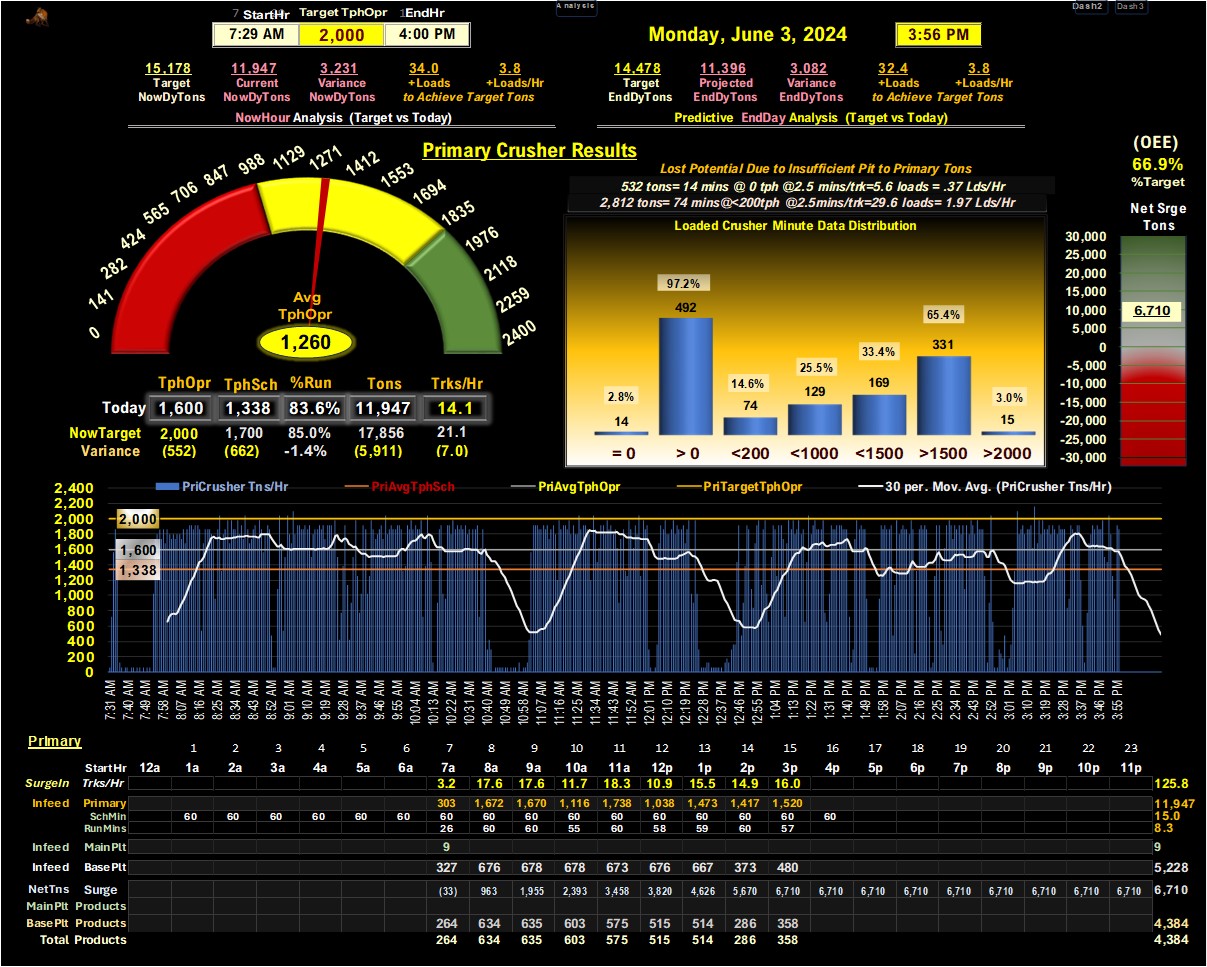 Analysis
Dash2 Dash3
StartHr Target TphOpr EndHr
7:29 AM 2,000 4:00 PM
Monday, June 3, 2024 3:56 PM
15,178 11,947 3,231 34.0 3.8
Target Current Variance +Loads +Loads/Hr
NowDyTons NowDyTons NowDyTons to Achieve Target Tons
NowHour Analysis (Target vs Today)
14,478 11,396 3,082 32.4 3.8
Target Projected Variance +Loads +Loads/Hr
EndDyTons EndDyTons EndDyTons to Achieve Target Tons
Predictive EndDay Analysis (Target vs Today)
Primary Crusher Results
0 141 282 424 565 706 847 988 1129 1271 1412 1553 1694 1835 1976 2118 2259 2400
Avg
TphOpr
1,260
TphOpr TphSch %Run Tons Trks/Hr
Today 1,600 1,338 83.6% 11,947 14.1
NowTarget 2,000 1,700 85.0% 17,856 21.1
Variance (552) (662) -1.4% (5,911) (7.0)
Lost Potential Due to Insufficient Pit to Primary Tons
532 tons= 14 mins @ 0 tph @2.5 mins/trk=5.6 loads = .37 Lds/Hr
2,812 tons= 74 mins@<200tph @2.5mins/trk=29.6 loads= 1.97 Lds/Hr
Loaded Crusher Minute Data Distribution
2.8% 97.2% 14.6% 25.5% 33.4% 65.4% 3.0%
14 492 74 129 169 331 15
= 0 > 0 <200 <1000 <1500 >1500 >2000
(OEE)
66.9%
%Target
Net Srge
Tons
30,000
25,000
20,000
15,000
10,000
6,710
5,000
0
-5,000
-10,000
-15,000
-20,000
-25,000
-30,000
PriCrusher Tns/Hr PriAvgTphSch PriAvgTphOpr PriTargetTphOpr 30 per. Mov. Avg. (PriCrusher Tns/Hr)
2,400
2,200
2,000 2,000
1,800
1,600 1,600
1,400 1,338
1,200
1,000
800
600
400
200
0
7:31 AM 7:40 AM 7:49 AM 7:58 AM 8:07 AM 8:16 AM 8:25 AM 8:34 AM 8:43 AM 8:52 AM 9:01 AM 9:10 AM 9:19 AM 9:28 AM 9:37 AM 9:46 AM 9:55 AM 10:04 AM 10:13 AM 10:22 AM 10:31 AM 10:40 AM 10:49 AM 10:58 AM 11:07 AM 11:16 AM 11:25 AM 11:34 AM 11:43 AM 11:52 AM 12:01 PM 12:10 PM 12:19 PM 12:28 PM 12:37 PM 12:46 PM 12:55 PM 1:04 PM 1:13 PM 1:22 PM 1:31 PM 1:40 PM 1:49 PM 1:58 PM 2:07 PM 2:16 PM 2:25 PM 2:34 PM 2:43 PM 2:52 PM 3:01 PM 3:10 PM 3:19 PM 3:28 PM 3:37 PM 3:46 PM 3:55 PM
Primary
1 2 3 4 5 6 7 8 9 10 11 12 13 14 15 16 17 18 19 20 21 22 23
StartHr 12a 1a 2a 3a 4a 5a 6a 7a 8a 9a 10a 11a 12p 1p 2p 3p 4p 5p 6p 7p 8p 9p 10p 11p
SurgeIn Trks/Hr 3.2 17.6 17.6 11.7 18.3 10.9 15.5 14.9 16.0 125.8
Infeed Primary 303 1,672 1,670 1,116 1,738 1,038 1,473 1,417 1,520 11,947
SchMin 60 60 60 60 60 60 60 60 60 60 60 60 60 60 60 60 15.0
RunMins 26 60 60 55 60 58 59 60 57 8.3
Infeed MainPlt 9 9
Infeed BasePlt 327 676 678 678 673 676 667 373 480 5,228
NetTns Surge (33) 963 1,955 2,393 3,458 3,820 4,626 5,670 6,710 6,710 6,710 6,710 6,710 6,710 6,710 6,710 6,710 6,710
MainPlt Products
BasePlt Products 264 634 635 603 575 515 514 286 358 4,384
Total Products 264 634 635 603 575 515 514 286 358 4,384